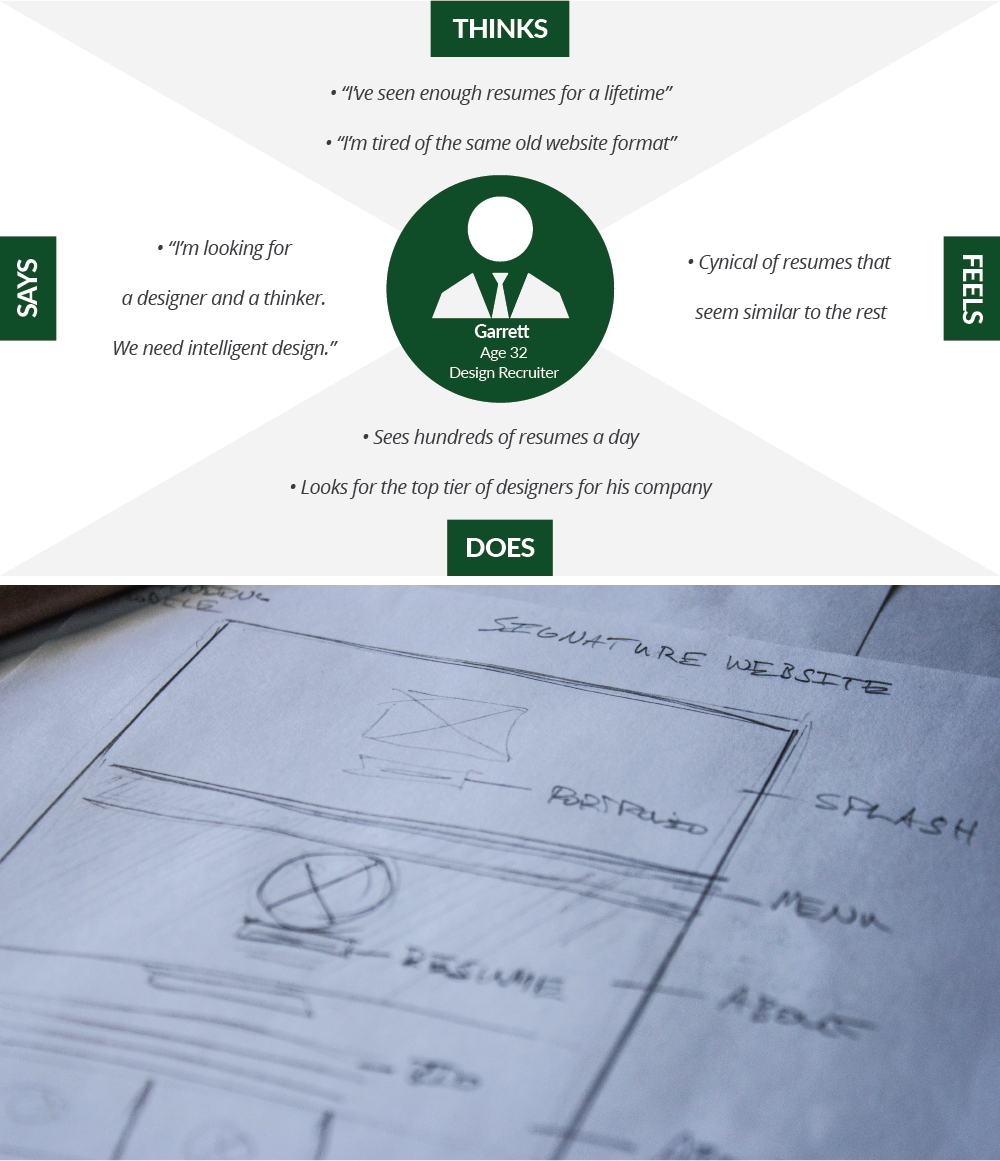 THINKS
• “I’ve seen enough resumes for a lifetime”
• “I’m tired of the same old website format”
SAYS
• “I’m looking for
a designer and a thinker.
We need intelligent design.”
Garrett
Age 32
Design Recruiter
• Cynical of resumes that
seem similar to the rest
FEELS
• Sees hundreds of resumes a day
• Looks for the top tier of designers for his company
DOES
SIGNATURE WEBSITE
PORTFOLIO
SPLASH
MENU
RESUME
ABOUT